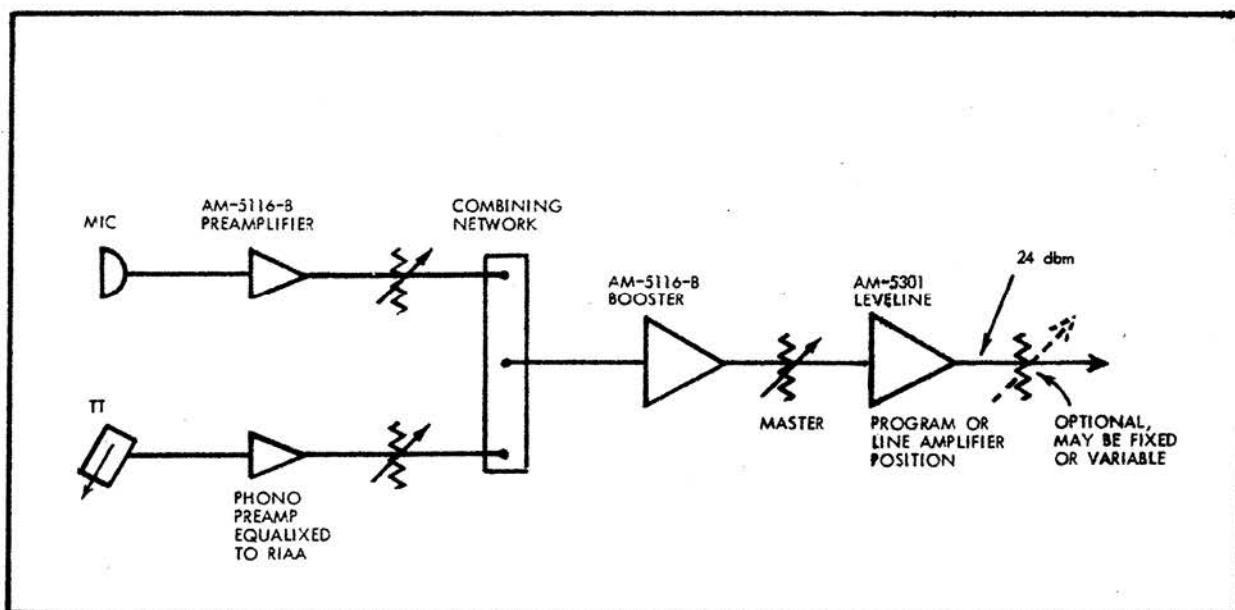 MIC
AM-5116-B
PREAMPLIFIER
COMBINING
NETWORK
AM-5116-B
BOOSTER
AM-5301
LEVELINE
24 dbm
MASTER
PROGRAM OR
LINE AMPLIFIER
POSITION
OPTIONAL,
MAY BE FIXED
OR VARIABLE
TT
PHONO
PREAMP
EQUALIXED
TO RIAA